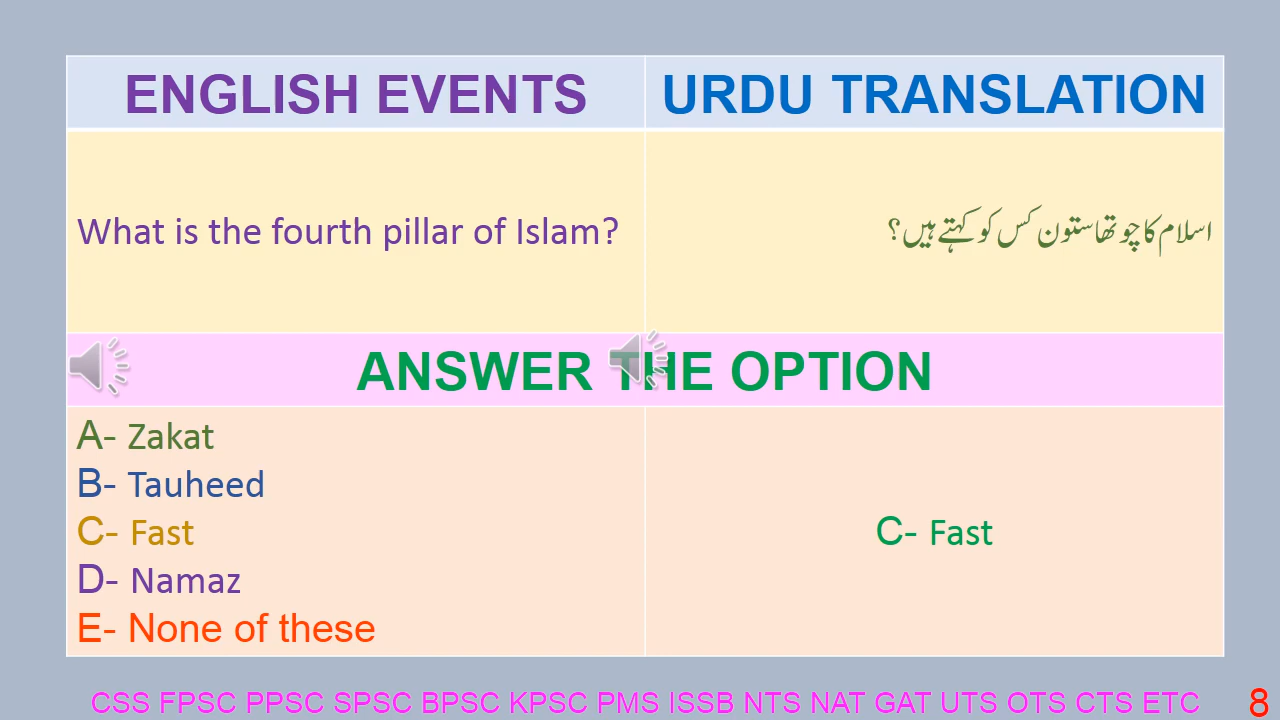 ENGLISH EVENTS
URDU TRANSLATION
What is the fourth pillar of Islam?
اسلام کا چوتھا ستون کس کو کہتے ہیں؟
ANSWER THE OPTION
A- Zakat
B- Tauheed
C- Fast
D- Namaz
E- None of these
C- Fast
CSS FPSC PPSC SPSC BPSC KPSC PMS ISSB NTS NAT GAT UTS OTS CTS ETC
8